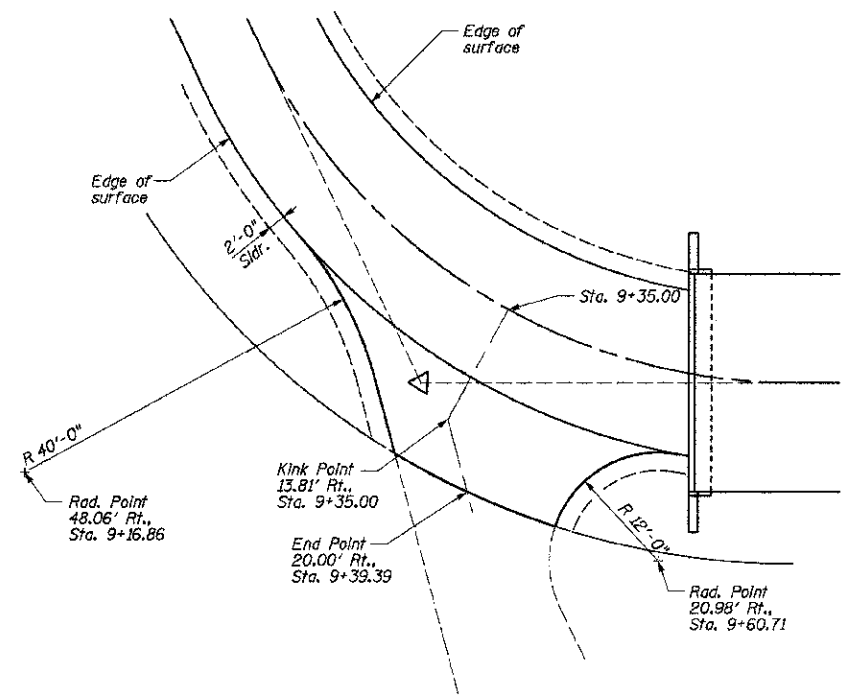 Edge of
surface
Edge of
surface
2'-0"
Sldr.
Sta. 9+35.00
R 40'-0"
Rad. Point
48.06' Rt.,
Sta. 9+16.86
Kink Point
13.81' Rt.,
Sta. 9+35.00
End Point
20.00' Rt.,
Sta. 9+39.39
R 12'-0"
Rad. Point
20.98' Rt.,
Sta. 9+60.71